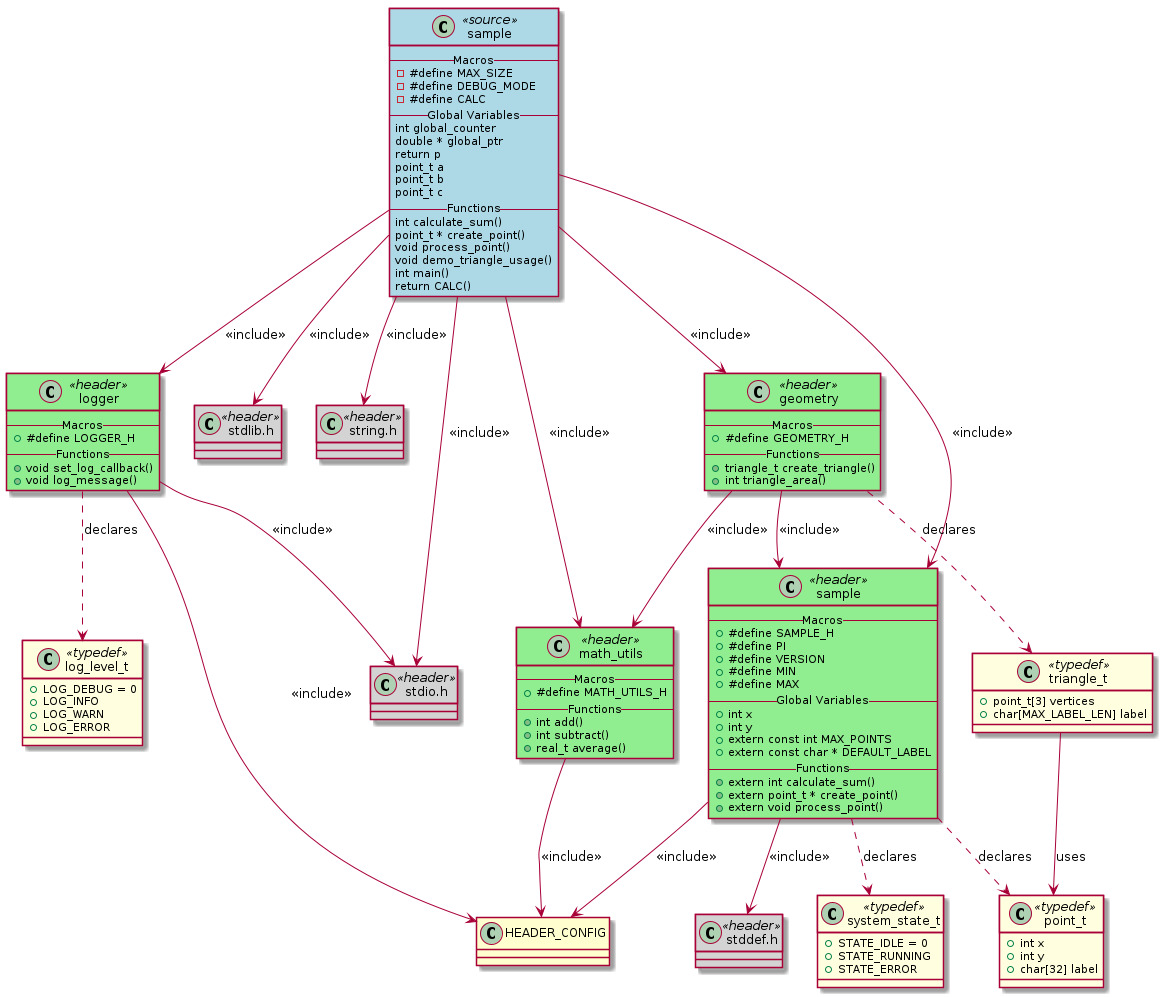 C
«source»
sample
Macros
#define MAX_SIZE
#define DEBUG_MODE
#define CALC
Global Variables
int global_counter
double * global_ptr
return p
point_t a
point_t b
point_t c
Functions
int calculate_sum()
point_t * create_point()
void process_point()
void demo_triangle_usage()
int main()
return CALC()
«include»
«include»
«include»
«include»
«include»
«include»
«include»
C
«header»
logger
Macros
#define LOGGER_H
Functions
void set_log_callback()
void log_message()
C
«header»
stdlib.h
C
«header»
string.h
C
«header»
geometry
Macros
#define GEOMETRY_H
Functions
triangle_t create_triangle()
int triangle_area()
declares
«include»
«include»
«include»
«include»
declares
C
«typedef»
log_level_t
LOG_DEBUG = 0
LOG_INFO
LOG_WARN
LOG_ERROR
C
«header»
stdio.h
C
«header»
math_utils
Macros
#define MATH_UTILS_H
Functions
int add()
int subtract()
real_t average()
C
«header»
sample
Macros
#define SAMPLE_H
#define PI
#define VERSION
#define MIN
#define MAX
Global Variables
int x
int y
extern const int MAX_POINTS
extern const char * DEFAULT_LABEL
Functions
extern int calculate_sum()
extern point_t * create_point()
extern void process_point()
C
«typedef»
triangle_t
point_t[3] vertices
char[MAX_LABEL_LEN] label
«include»
«include»
«include»
declares
declares
uses
C
HEADER_CONFIG
C
«header»
stddef.h
C
«typedef»
system_state_t
STATE_IDLE = 0
STATE_RUNNING
STATE_ERROR
C
«typedef»
point_t
int x
int y
char[32] label